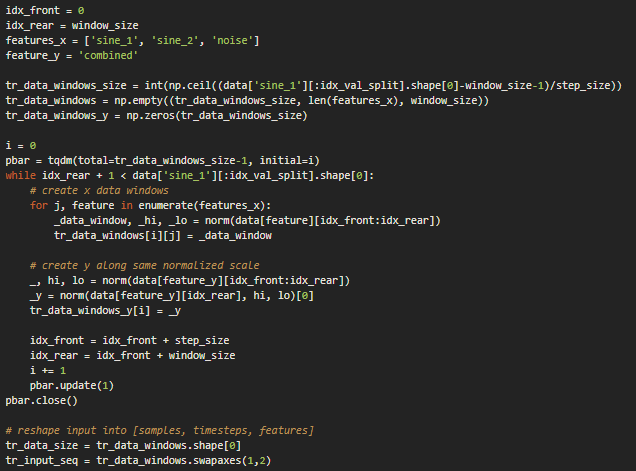 idx_front = 0
idx_rear = window_size
features_x = ['sine_1', 'sine_2', 'noise']
feature_y = 'combined'

tr_data_windows_size = int(np.ceil((data['sine_1'][:idx_val_split].shape[0]-window_size-1)/step_size))
tr_data_windows = np.empty((tr_data_windows_size, len(features_x), window_size))
tr_data_windows_y = np.zeros(tr_data_windows_size)

i = 0
pbar = tqdm(total=tr_data_windows_size-1, initial=i)
while idx_rear + 1 < data['sine_1'][:idx_val_split].shape[0]:
    # create x data windows
    for j, feature in enumerate(features_x):
        _data_window, _hi, _lo = norm(data[feature][idx_front:idx_rear])
        tr_data_windows[i][j] = _data_window

    # create y along same normalized scale
    _, hi, lo = norm(data[feature_y][idx_front:idx_rear])
    _y = norm(data[feature_y][idx_rear], hi, lo)[0]
    tr_data_windows_y[i] = _y

    idx_front = idx_front + step_size
    idx_rear = idx_front + window_size
    i += 1
    pbar.update(1)
pbar.close()

# reshape input into [samples, timesteps, features]
tr_data_size = tr_data_windows.shape[0]
tr_input_seq = tr_data_windows.swapaxes(1,2)